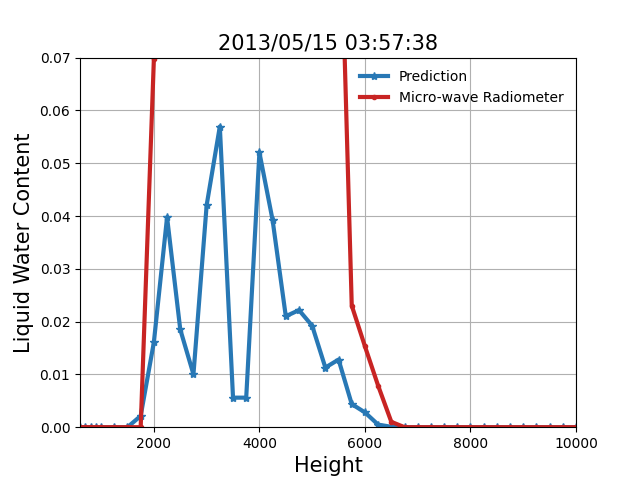 2013/05/15 03:57:38
0.07
0.06
0.05
0.04
0.03
0.02
0.01
0.00
Liquid Water Content
Prediction
Micro-wave Radiometer
2000 4000 6000 8000 10000
Height